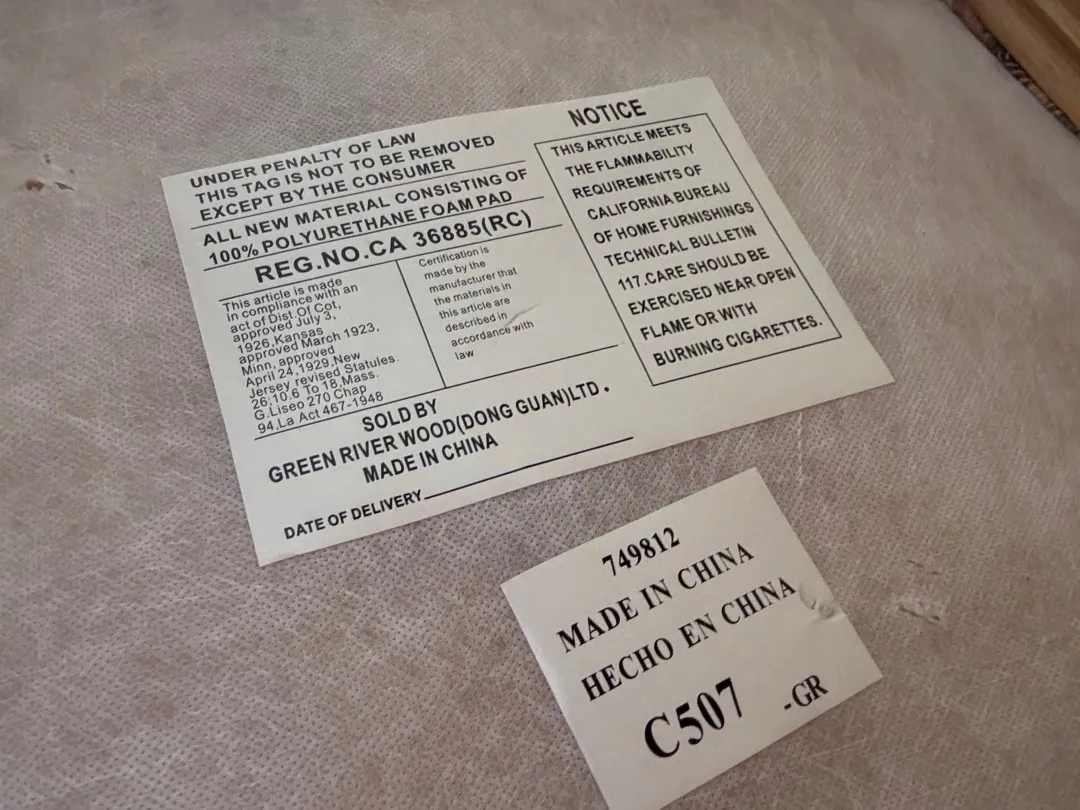 UNDER PENALTY OF LAW
THIS TAG IS NOT TO BE REMOVED
EXCEPT BY THE CONSUMER
ALL NEW MATERIAL CONSISTING OF
100% POLYURETHANE FOAM PAD
REG.NO.CA 36885(RC)
This article is made
in compliance with an
act of Dist.Of Cot,
approved July 3,
1926,Kansas
approved March 1923,
Minn, approved
April 24,1929,New
Jersey revised Statules.
26:10.6 To 18,Mass.
G.Liseo 270 Chap
94,La Act 467-1948
Certification is
made by the
manufacturer that
the materials in
this article are
described in
accordance with
law
SOLD BY
GREEN RIVER WOOD(DONG GUAN)LTD.
MADE IN CHINA
DATE OF DELIVERY
NOTICE
THIS ARTICLE MEETS
THE FLAMMABILITY
REQUIREMENTS OF
CALIFORNIA BUREAU
OF HOME FURNISHINGS
TECHNICAL BULLETIN
117.CARE SHOULD BE
EXERCISED NEAR OPEN
FLAME OR WITH
BURNING CIGARETTES.
749812
MADE IN CHINA
HECHO EN CHINA
C507 -GR